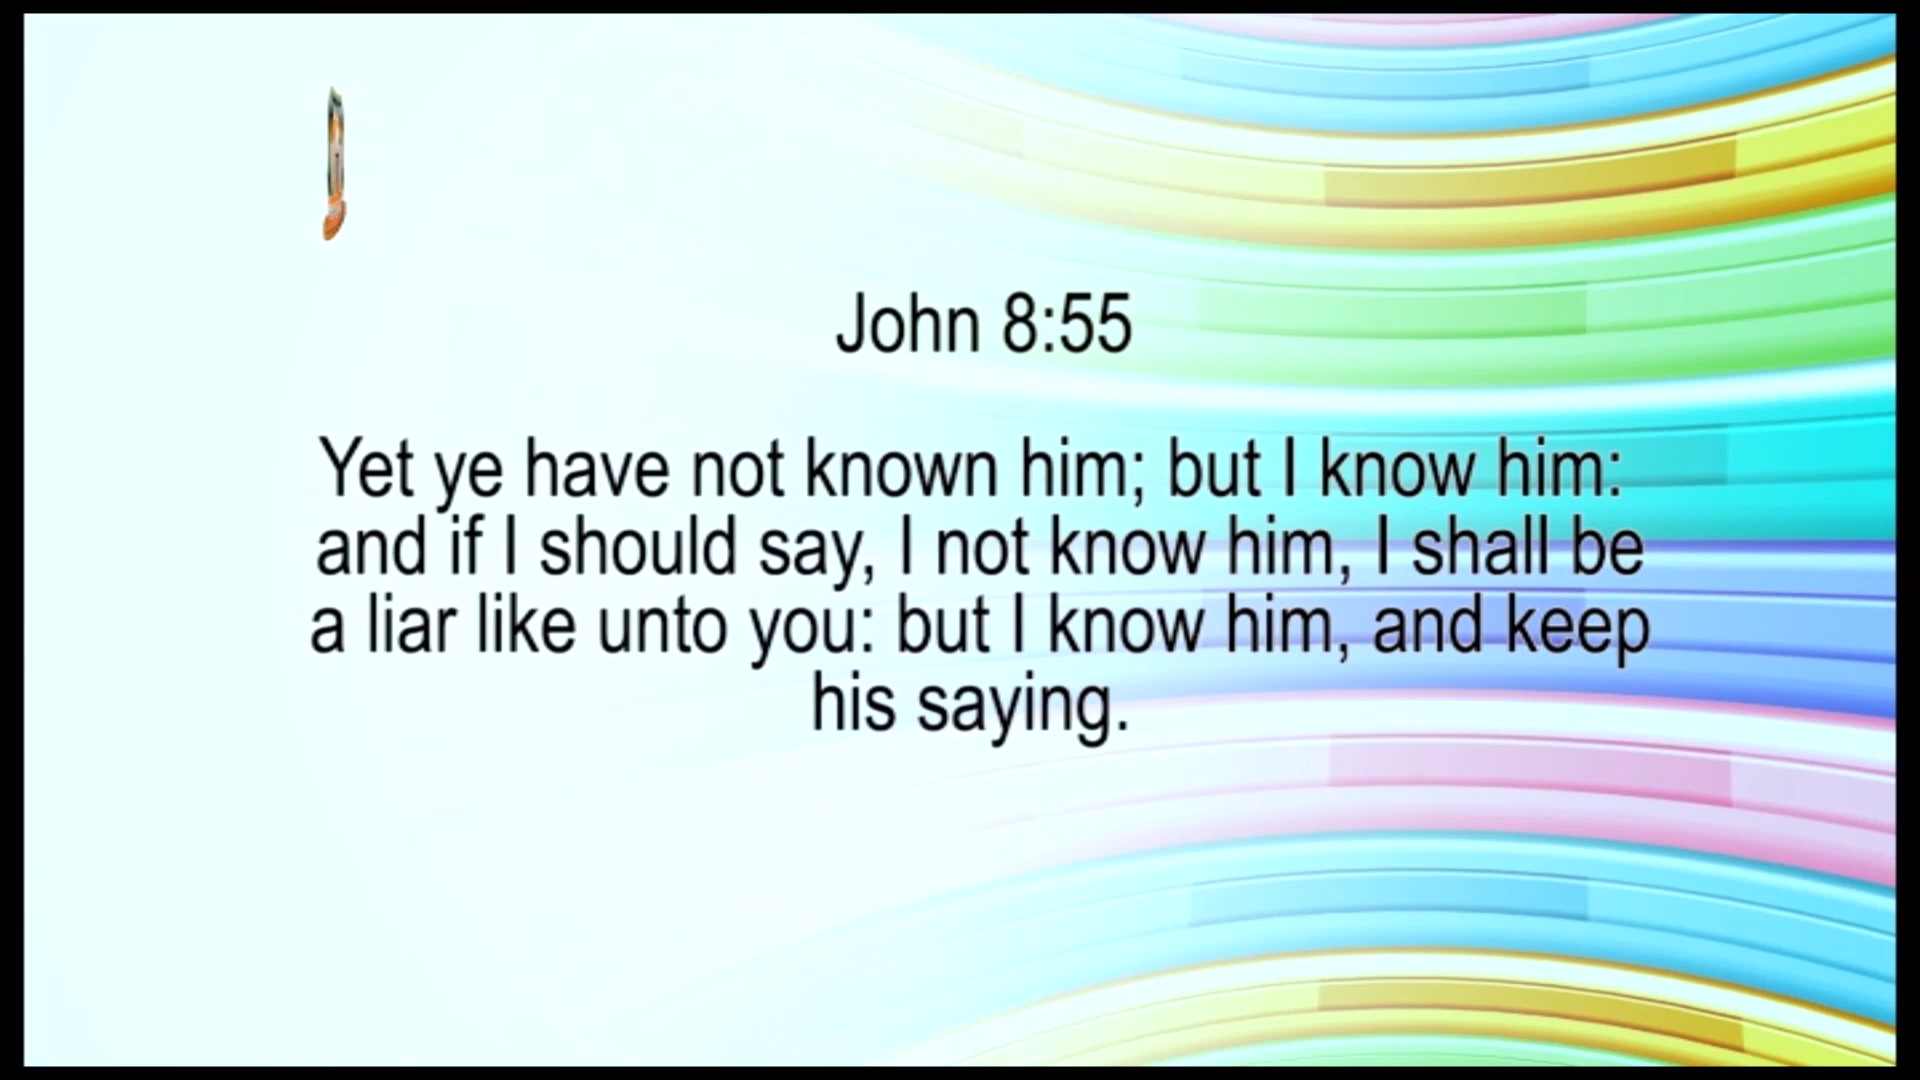 John 8:55
Yet ye have not known him; but I know him:
and if I should say, I not know him, I shall be
a liar like unto you: but I know him, and keep
his saying.